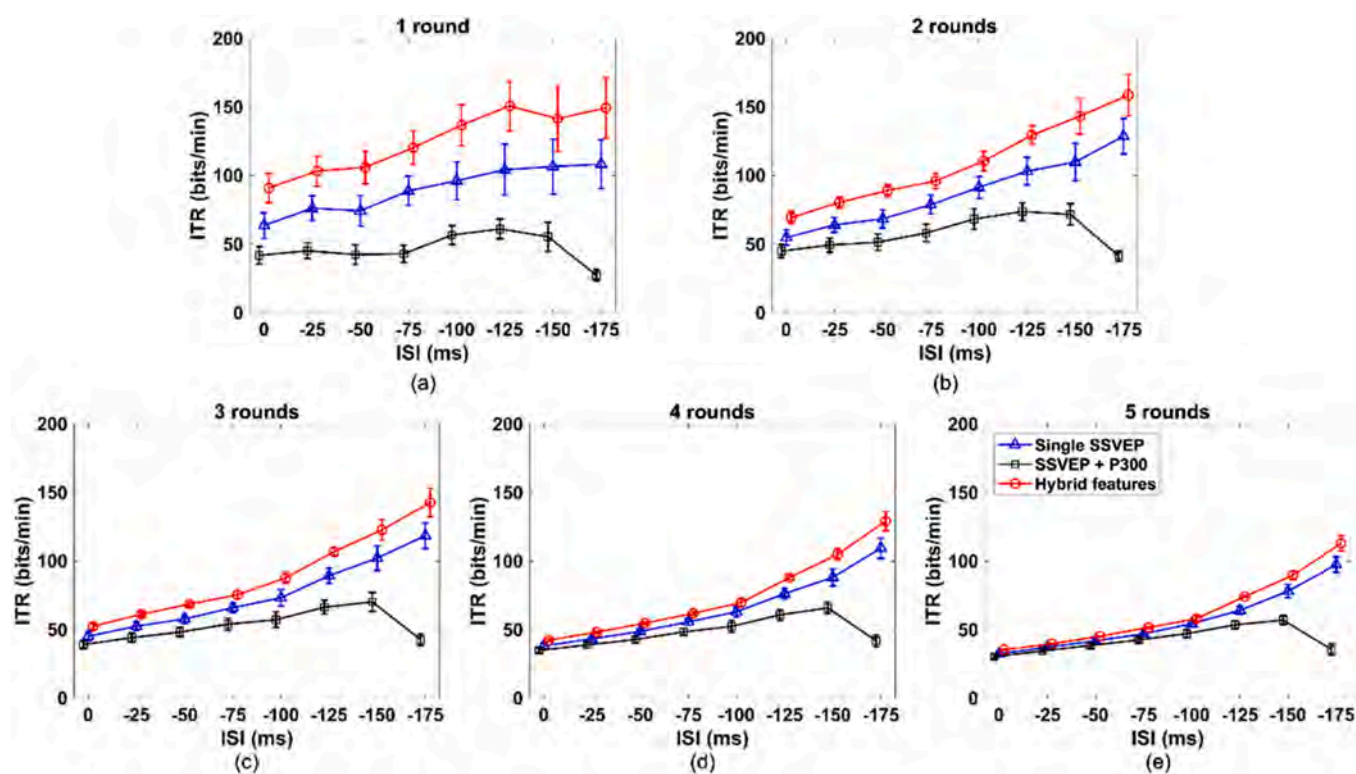 1 round
200
150
100
50
0
ITR (bits/min)
0 -25 -50 -75 -100 -125 -150 -175
ISI (ms)
(a)
2 rounds
200
150
100
50
0
ITR (bits/min)
0 -25 -50 -75 -100 -125 -150 -175
ISI (ms)
(b)
3 rounds
200
150
100
50
0
ITR (bits/min)
0 -25 -50 -75 -100 -125 -150 -175
ISI (ms)
(c)
4 rounds
200
150
100
50
0
ITR (bits/min)
0 -25 -50 -75 -100 -125 -150 -175
ISI (ms)
(d)
5 rounds
200
150
100
50
0
ITR (bits/min)
Single SSVEP
SSVEP + P300
Hybrid features
0 -25 -50 -75 -100 -125 -150 -175
ISI (ms)
(e)